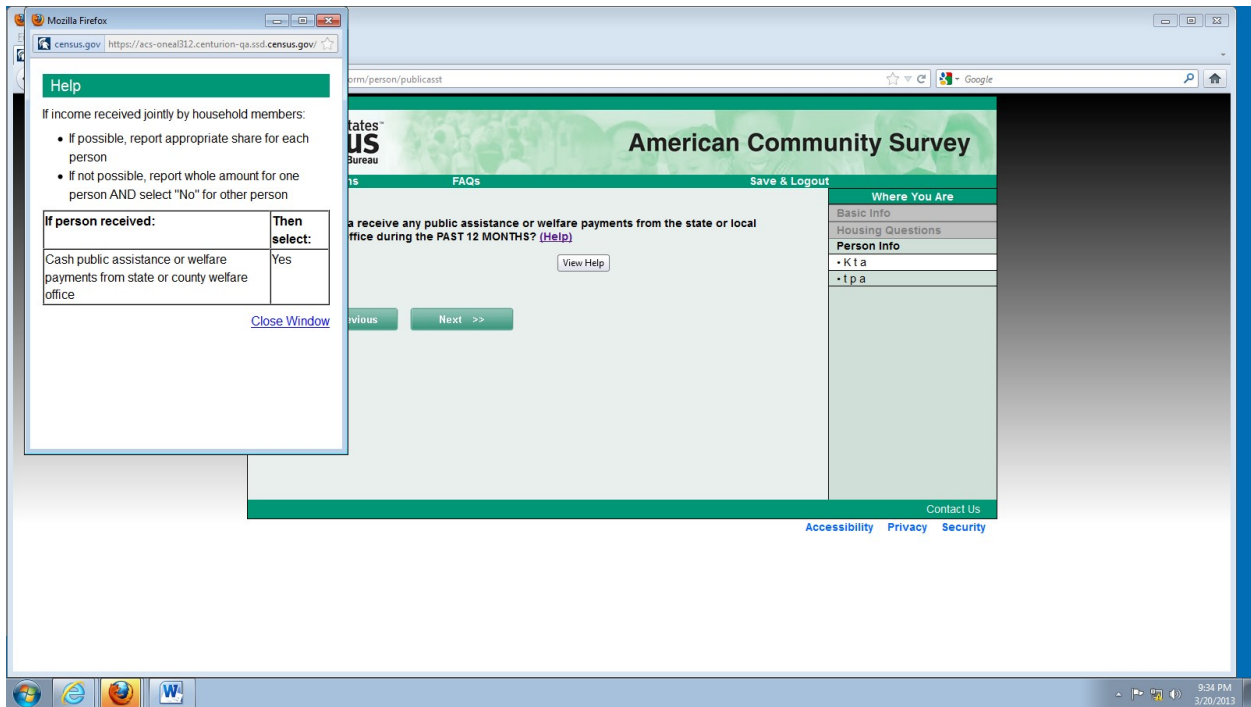 Mozilla Firefox
census.gov https://acs-oneal312.centurion-qa.ssd.census.gov/
Help
If income received jointly by household members:
• If possible, report appropriate share for each
person
• If not possible, report whole amount for one
person AND select "No" for other person
If person received: Then
select:
Cash public assistance or welfare Yes
payments from state or county welfare
office
Close Window
orm/person/publicasst
Google
tates™
us
Bureau
American Community Survey
ns FAQs Save & Logout
a receive any public assistance or welfare payments from the state or local
ffice during the PAST 12 MONTHS? (Help)
View Help
evious Next >>
Where You Are
Basic Info
Housing Questions
Person Info
• K t a
• t p a
Contact Us
Accessibility Privacy Security
9:34 PM
3/20/2013